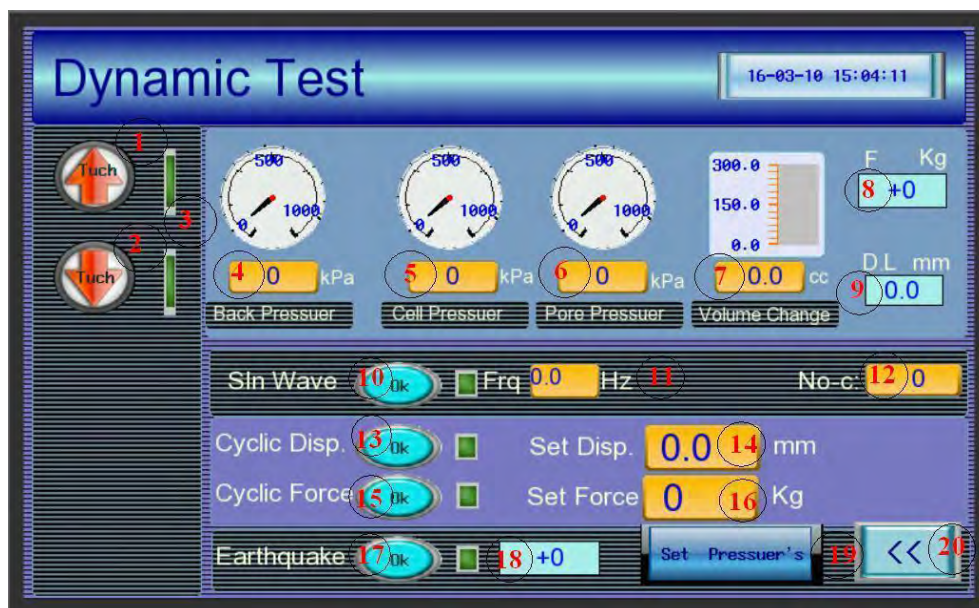 Dynamic Test
16-03-10 15:04:11
1
Tuch
3
2
Tuch
500
0 1000
500
0 1000
500
0 1000
300.0
150.0
0.0
F Kg
8 +0
4 0 kPa
5 0 kPa
6 0 kPa
7 0.0 cc
D.L mm
9 0.0
Back Pressuer
Cell Pressuer
Pore Pressuer
Volume Change
SIn Wave 10 Ok Frq 0.0 Hz 11 No-c: 12 0
Cyclic Disp. 13 Ok Set Disp. 0.0 14 mm
Cyclic Force 15 Ok Set Force 0 16 Kg
Earthquake 17 Ok 18 +0 Set Pressuer's 19 << 20